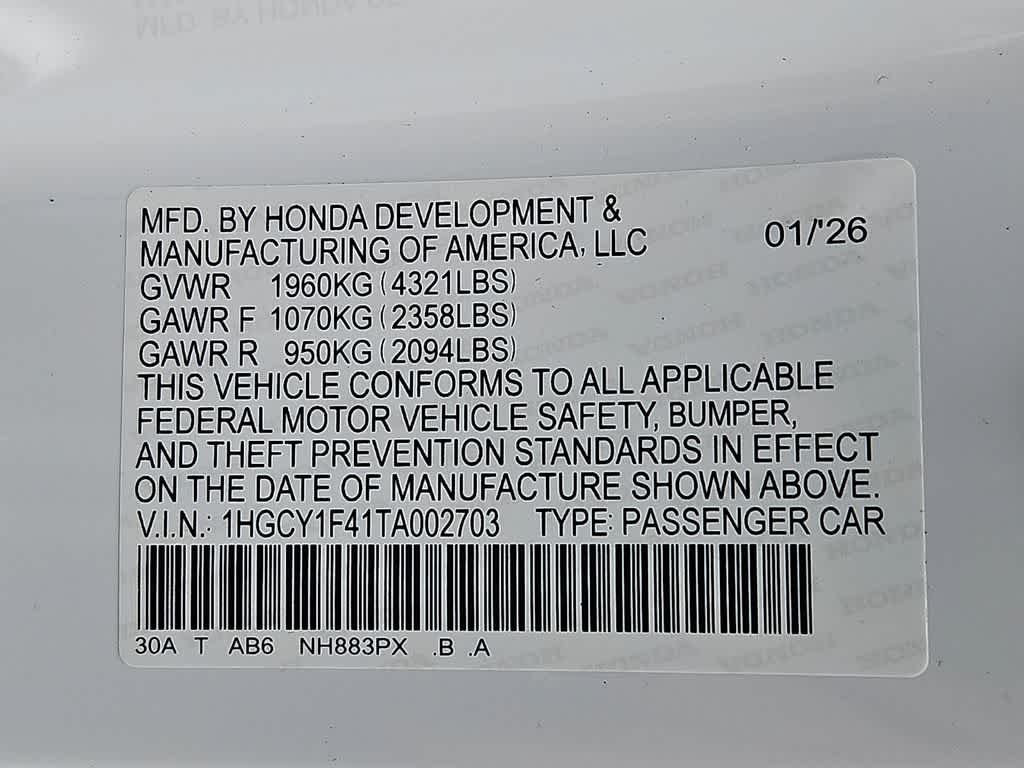 MFD. BY HONDA DEVELOPMENT &
MANUFACTURING OF AMERICA, LLC 01/'26
GVWR 1960KG (4321LBS)
GAWR F 1070KG (2358LBS)
GAWR R 950KG (2094LBS)
THIS VEHICLE CONFORMS TO ALL APPLICABLE
FEDERAL MOTOR VEHICLE SAFETY, BUMPER,
AND THEFT PREVENTION STANDARDS IN EFFECT
ON THE DATE OF MANUFACTURE SHOWN ABOVE.
V.I.N.: 1HGCY1F41TA002703 TYPE: PASSENGER CAR
30A T AB6 NH883PX .B .A